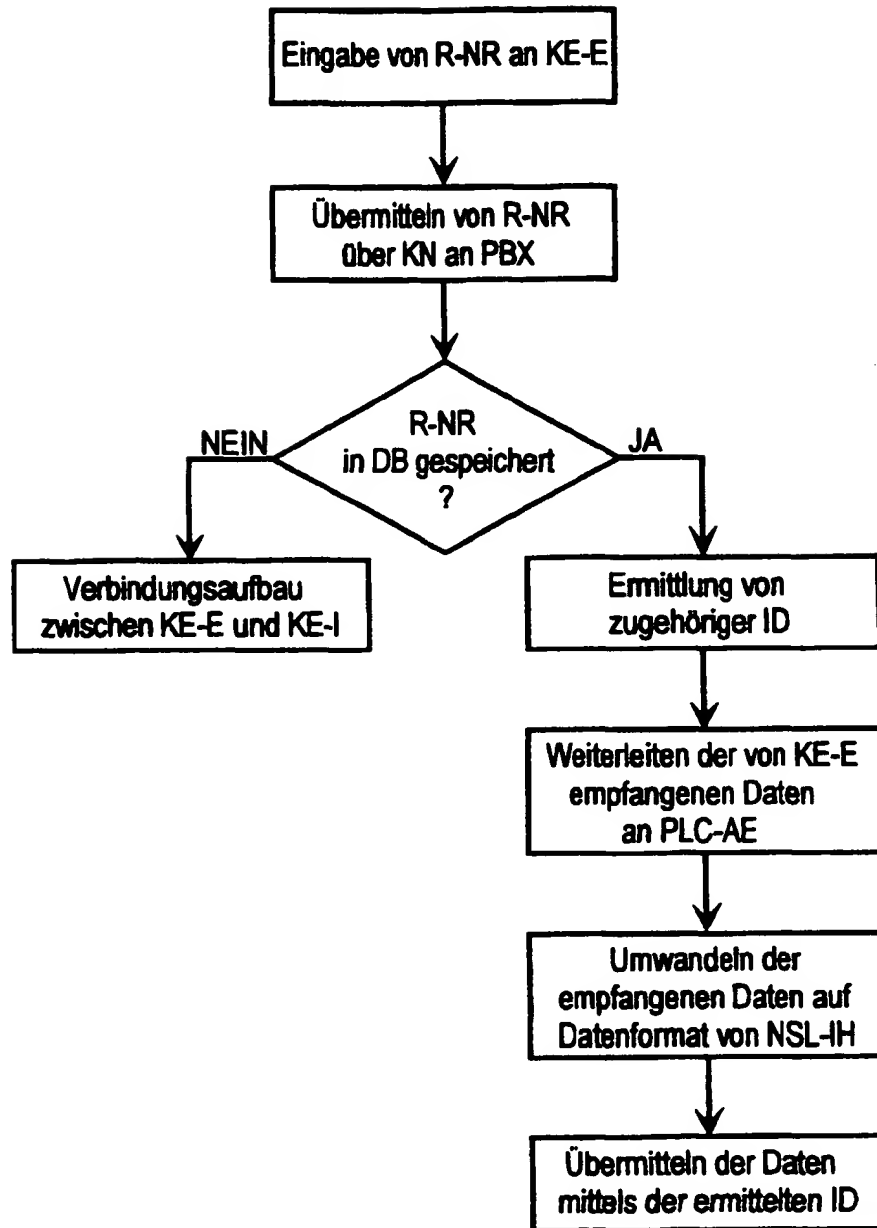 Eingabe von R-NR an KE-E
Übermitteln von R-NR
über KN an PBX
R-NR
in DB gespeichert
?
NEIN
JA
Verbindungsaufbau
zwischen KE-E und KE-I
Ermittlung von
zugehöriger ID
Weiterleiten der von KE-E
empfangenen Daten
an PLC-AE
Umwandeln der
empfangenen Daten auf
Datenformat von NSL-IH
Übermitteln der Daten
mittels der ermittelten ID